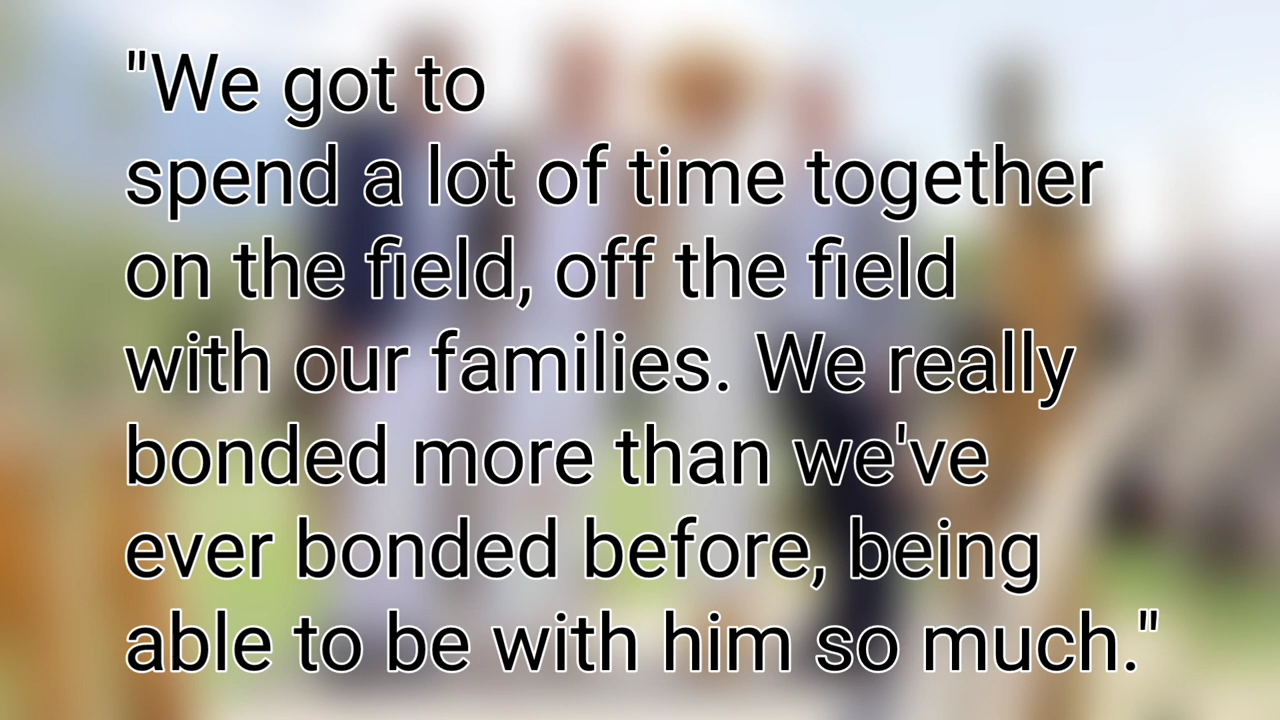 "We got to
spend a lot of time together
on the field, off the field
with our families. We really
bonded more than we've
ever bonded before, being
able to be with him so much."